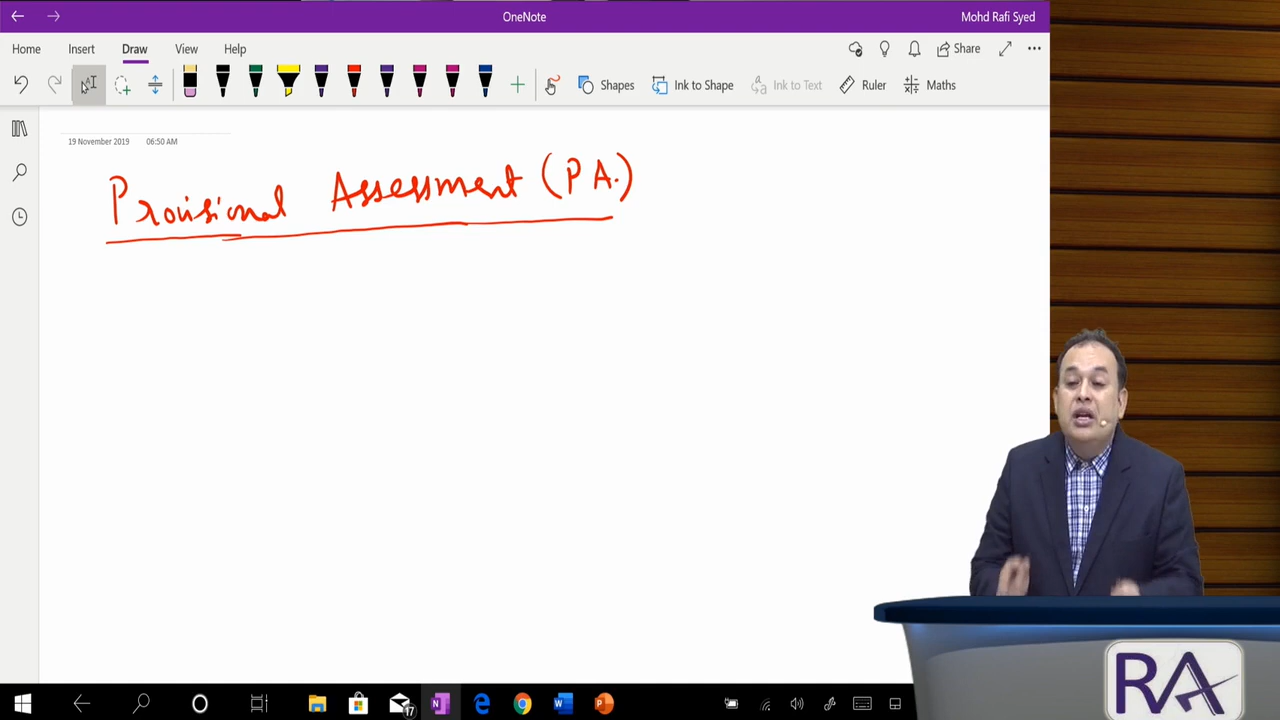 OneNote
Mohd Rafi Syed
Home Insert Draw View Help
Share
Shapes Ink to Shape Ink to Text Ruler Maths
19 November 2019 06:50 AM
Provisional Assessment (P A.)
17
RA